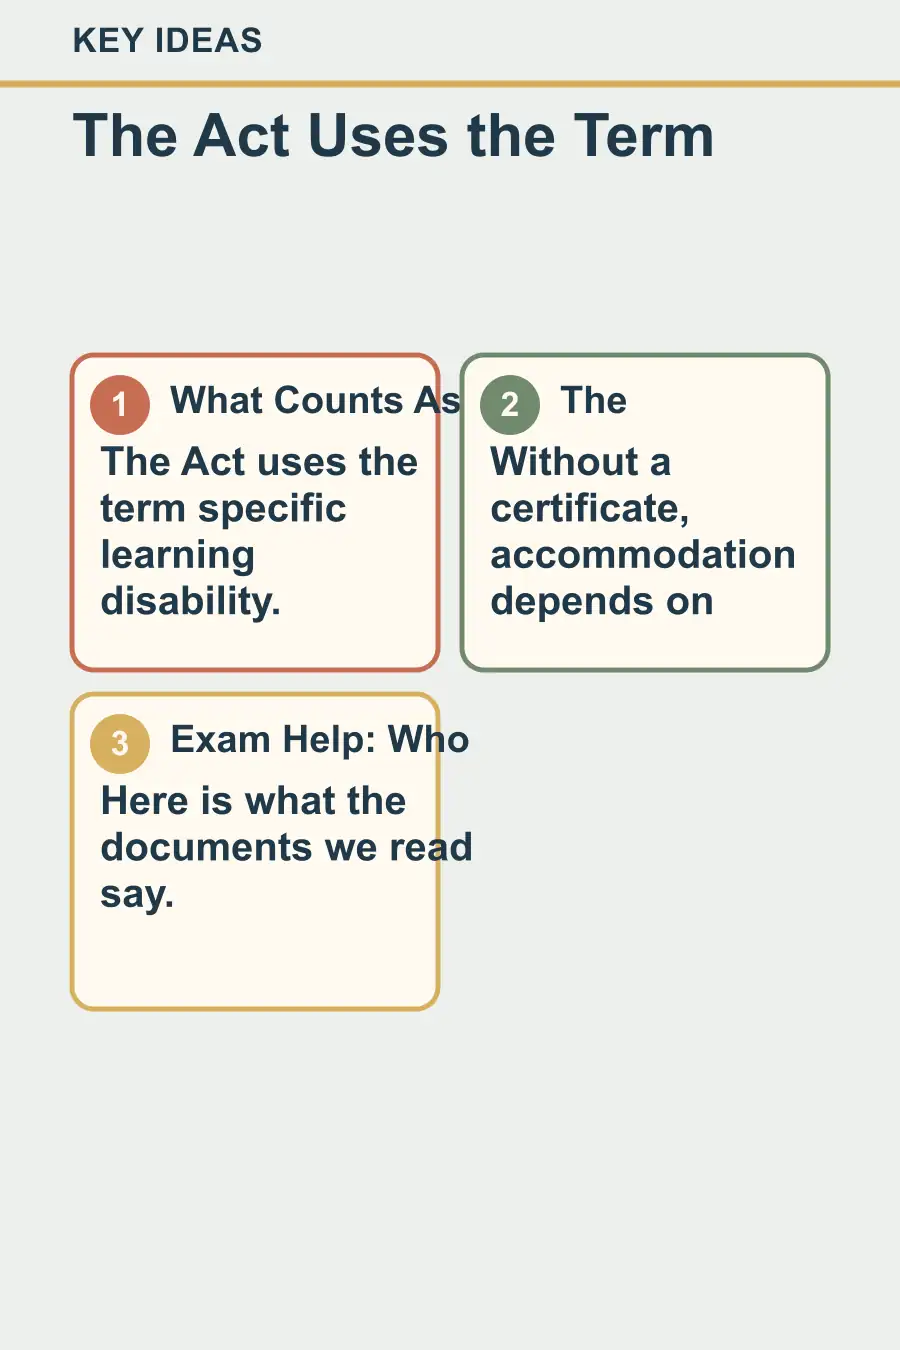 KEY IDEAS
The Act Uses the Term
1 What Counts As
The Act uses the
term specific
learning
disability.
2 The
Without a
certificate,
accommodation
depends on
3 Exam Help: Who
Here is what the
documents we read
say.